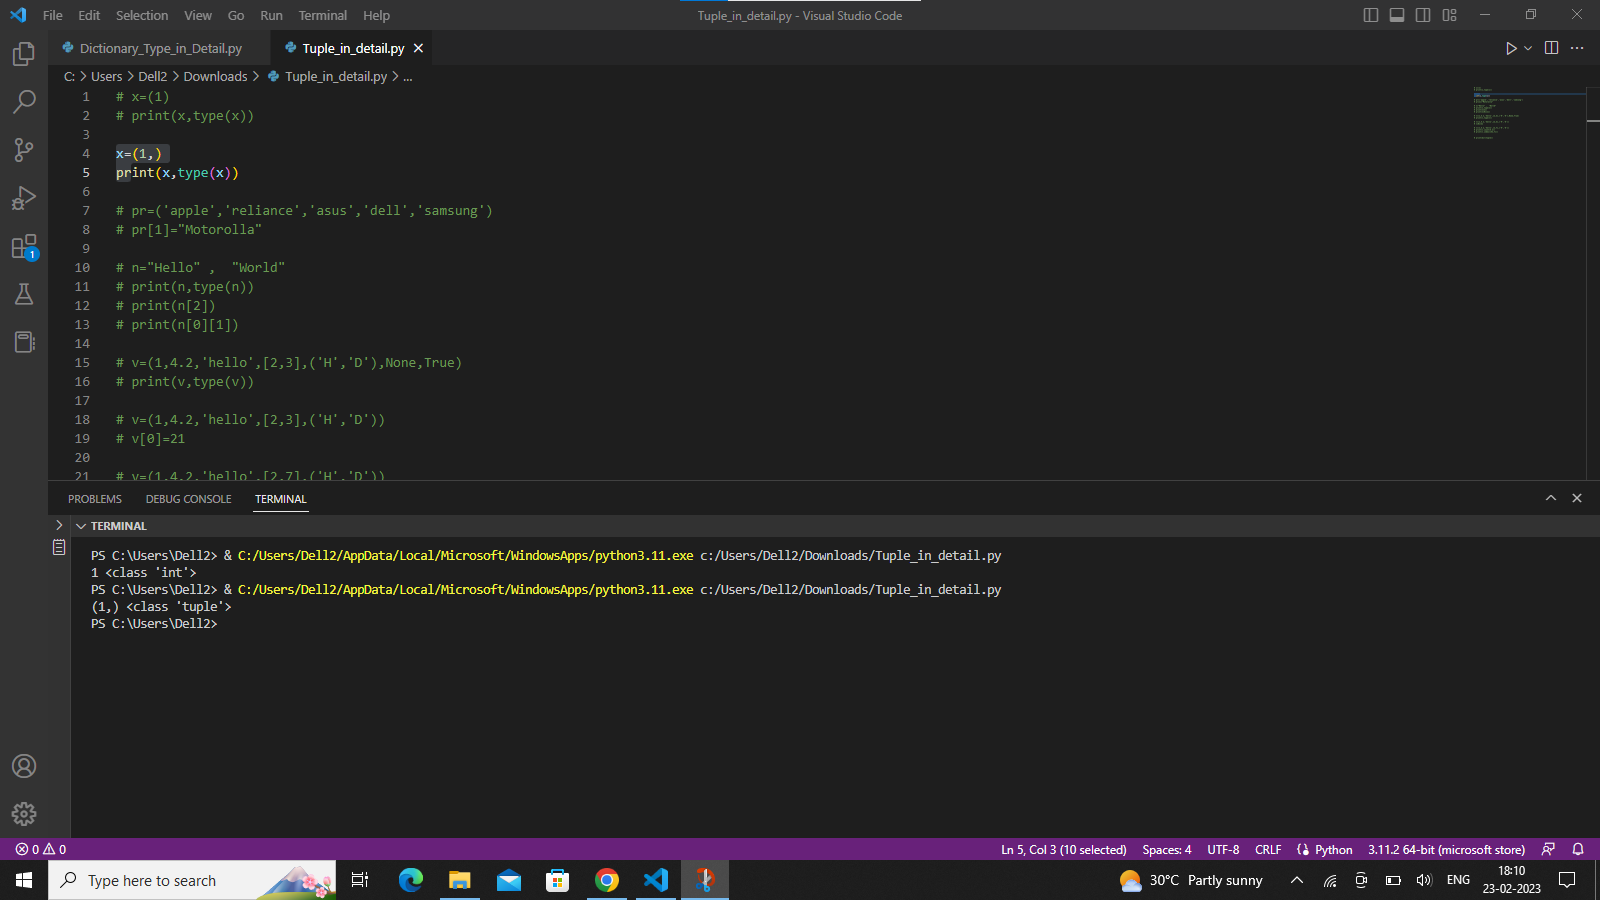 File Edit Selection View Go Run Terminal Help
Tuple_in_detail.py - Visual Studio Code
Dictionary_Type_in_Detail.py
Tuple_in_detail.py
C: > Users > Dell2 > Downloads > Tuple_in_detail.py > ...
1 # x=(1)
2 # print(x,type(x))
3
4 x=(1,)
5 print(x,type(x))
6
7 # pr=('apple','reliance','asus','dell','samsung')
8 # pr[1]="Motorolla"
9
10 # n="Hello" ,  "World"
11 # print(n,type(n))
12 # print(n[2])
13 # print(n[0][1])
14
15 # v=(1,4.2,'hello',[2,3],('H','D'),None,True)
16 # print(v,type(v))
17
18 # v=(1,4.2,'hello',[2,3],('H','D'))
19 # v[0]=21
20
21 # v=(1,4.2,'hello',[2,7],('H','D'))
1
PROBLEMS DEBUG CONSOLE TERMINAL
TERMINAL
PS C:\Users\Dell2> & C:/Users/Dell2/AppData/Local/Microsoft/WindowsApps/python3.11.exe c:/Users/Dell2/Downloads/Tuple_in_detail.py
1 <class 'int'>
PS C:\Users\Dell2> & C:/Users/Dell2/AppData/Local/Microsoft/WindowsApps/python3.11.exe c:/Users/Dell2/Downloads/Tuple_in_detail.py
(1,) <class 'tuple'>
PS C:\Users\Dell2>
0 0
Ln 5, Col 3 (10 selected) Spaces: 4 UTF-8 CRLF Python 3.11.2 64-bit (microsoft store)
Type here to search
30°C Partly sunny
ENG
18:10
23-02-2023